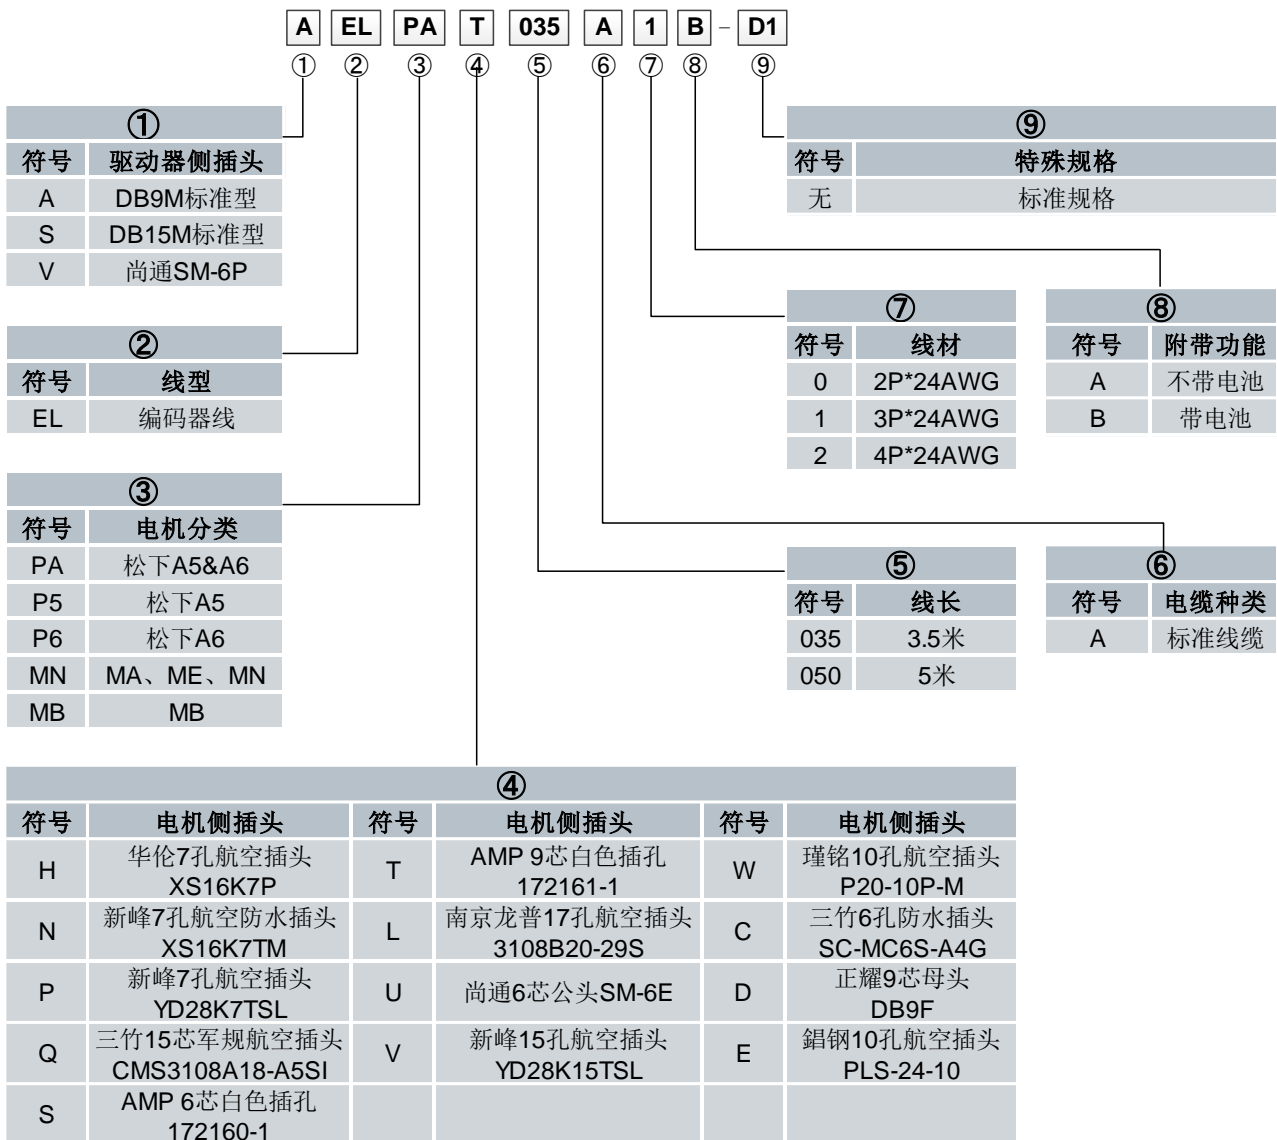 A EL PA T 035 A 1 B - D1
① ② ③ ④ ⑤ ⑥ ⑦ ⑧ ⑨
①
符号 驱动器侧插头
A DB9M标准型
S DB15M标准型
V 尚通SM-6P
⑨
符号 特殊规格
无 标准规格
②
符号 线型
EL 编码器线
⑦
符号 线材
0 2P*24AWG
1 3P*24AWG
2 4P*24AWG
⑧
符号 附带功能
A 不带电池
B 带电池
③
符号 电机分类
PA 松下A5&A6
P5 松下A5
P6 松下A6
MN MA、ME、MN
MB MB
⑤
符号 线长
035 3.5米
050 5米
⑥
符号 电缆种类
A 标准线缆
④
符号 电机侧插头 符号 电机侧插头 符号 电机侧插头
H 华伦7孔航空插头
XS16K7P
T AMP 9芯白色插孔
172161-1
W 瑾铭10孔航空插头
P20-10P-M
N 新峰7孔航空防水插头
XS16K7TM
L 南京龙普17孔航空插头
3108B20-29S
C 三竹6孔防水插头
SC-MC6S-A4G
P 新峰7孔航空插头
YD28K7TSL
U 尚通6芯公头SM-6E
D 正耀9芯母头
DB9F
Q 三竹15芯军规航空插头
CMS3108A18-A5SI
V 新峰15孔航空插头
YD28K15TSL
E 錩钢10孔航空插头
PLS-24-10
S AMP 6芯白色插孔
172160-1